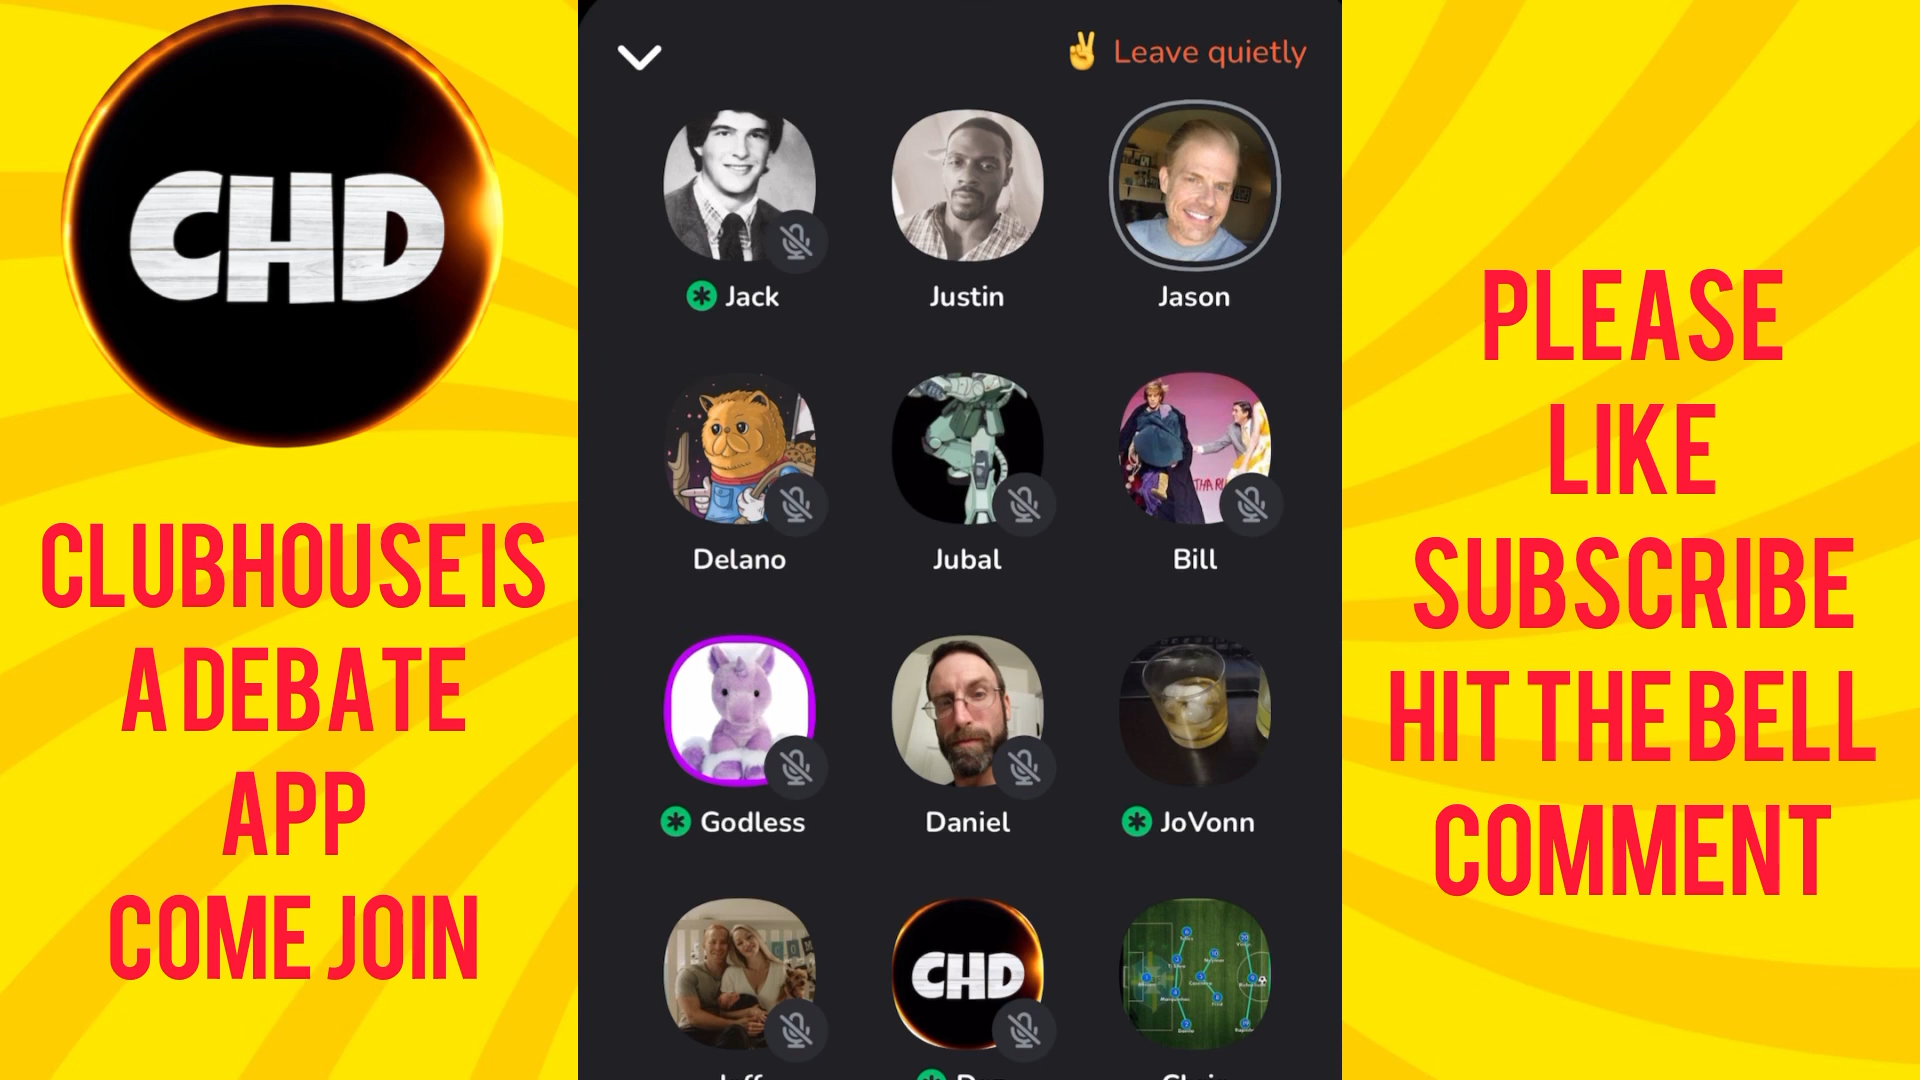 CHD
CLUBHOUSE IS
A DEBATE
APP
COME JOIN
Leave quietly
Jack
Justin
Jason
Delano
Jubal
Bill
Godless
Daniel
JoVonn
CHD
PLEASE
LIKE
SUBSCRIBE
HIT THE BELL
COMMENT